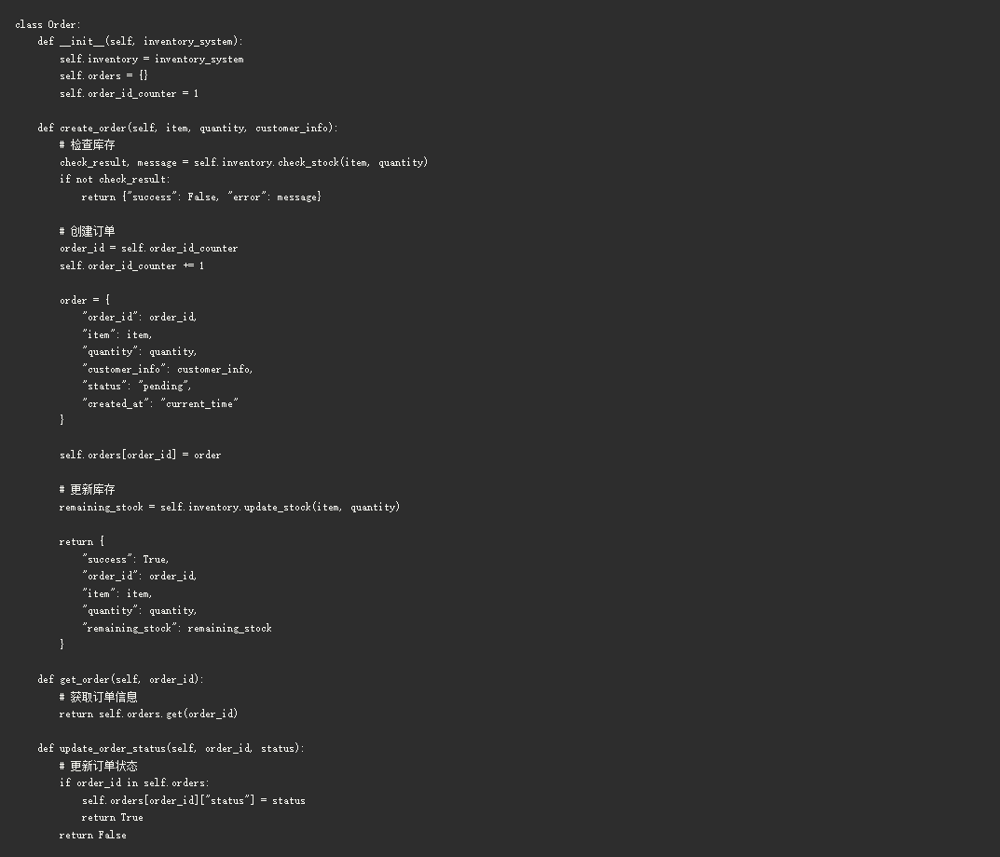 class Order:
    def __init__(self, inventory_system):
        self.inventory = inventory_system
        self.orders = {}
        self.order_id_counter = 1

    def create_order(self, item, quantity, customer_info):
        # 检查库存
        check_result, message = self.inventory.check_stock(item, quantity)
        if not check_result:
            return {"success": False, "error": message}

        # 创建订单
        order_id = self.order_id_counter
        self.order_id_counter += 1

        order = {
            "order_id": order_id,
            "item": item,
            "quantity": quantity,
            "customer_info": customer_info,
            "status": "pending",
            "created_at": "current_time"
        }

        self.orders[order_id] = order

        # 更新库存
        remaining_stock = self.inventory.update_stock(item, quantity)

        return {
            "success": True,
            "order_id": order_id,
            "item": item,
            "quantity": quantity,
            "remaining_stock": remaining_stock
        }

    def get_order(self, order_id):
        # 获取订单信息
        return self.orders.get(order_id)

    def update_order_status(self, order_id, status):
        # 更新订单状态
        if order_id in self.orders:
            self.orders[order_id]["status"] = status
            return True
        return False